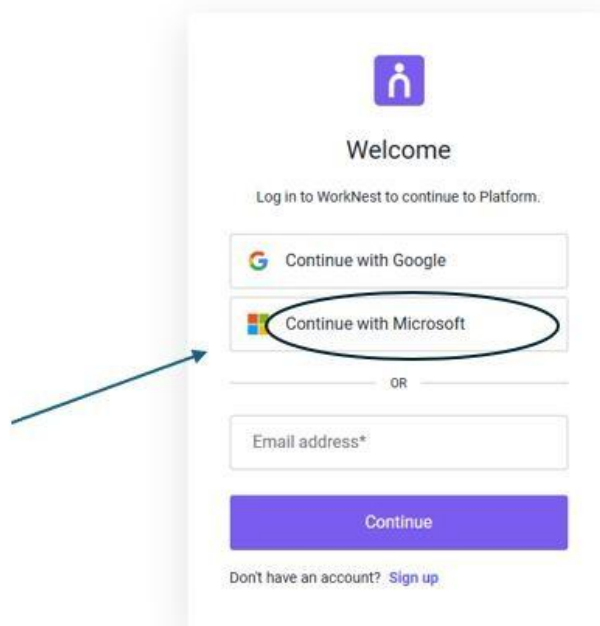 Welcome
Log in to WorkNest to continue to Platform.
Continue with Google
Continue with Microsoft
OR
Email address*
Continue
Don't have an account? Sign up